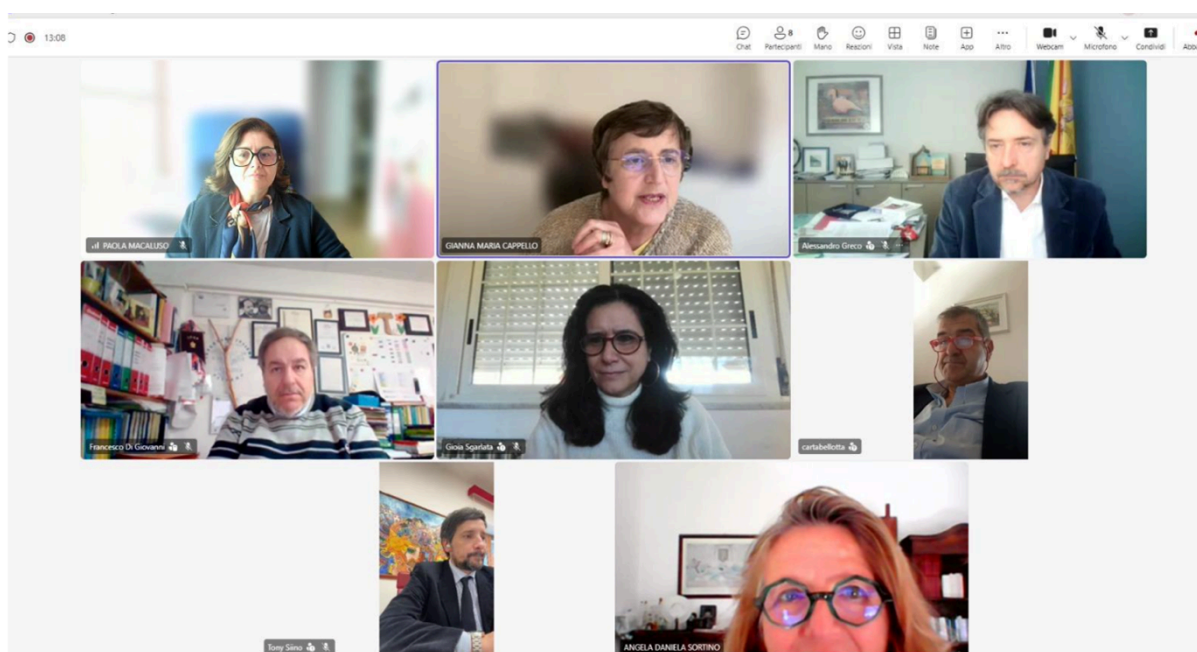 13:08
8
Chat Partecipanti Mano Reazioni Vista Note App Altro Webcam Microfono Condividi
PAOLA MACALUSO
GIANNA MARIA CAPPELLO
Alessandro Greco
Francesco Di Giovanni
Gioia Sgarlata
cartabellotta
Tony Siino
ANGELA DANIELA SORTINO